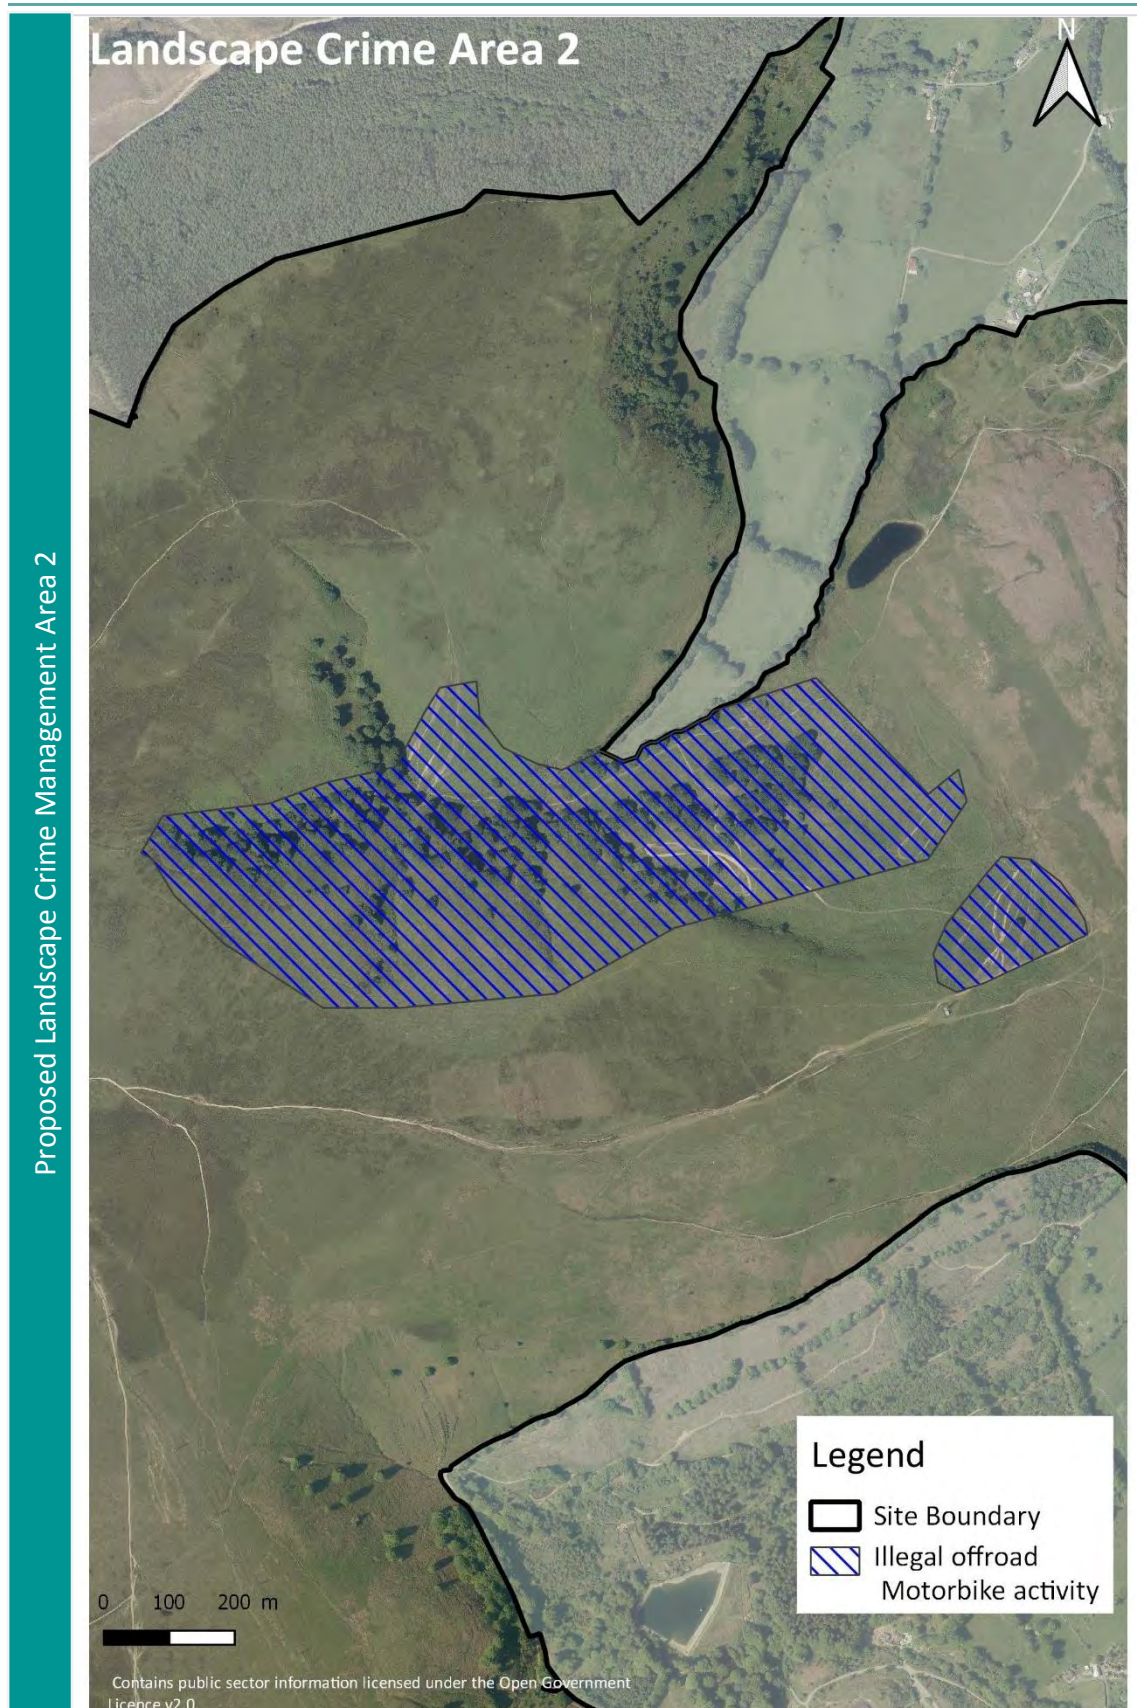 Landscape Crime Area 2
N
Proposed Landscape Crime Management Area 2
Legend
Site Boundary
Illegal offroad
Motorbike activity
0 100 200 m
Contains public sector information licensed under the Open Government
Licence v2.0